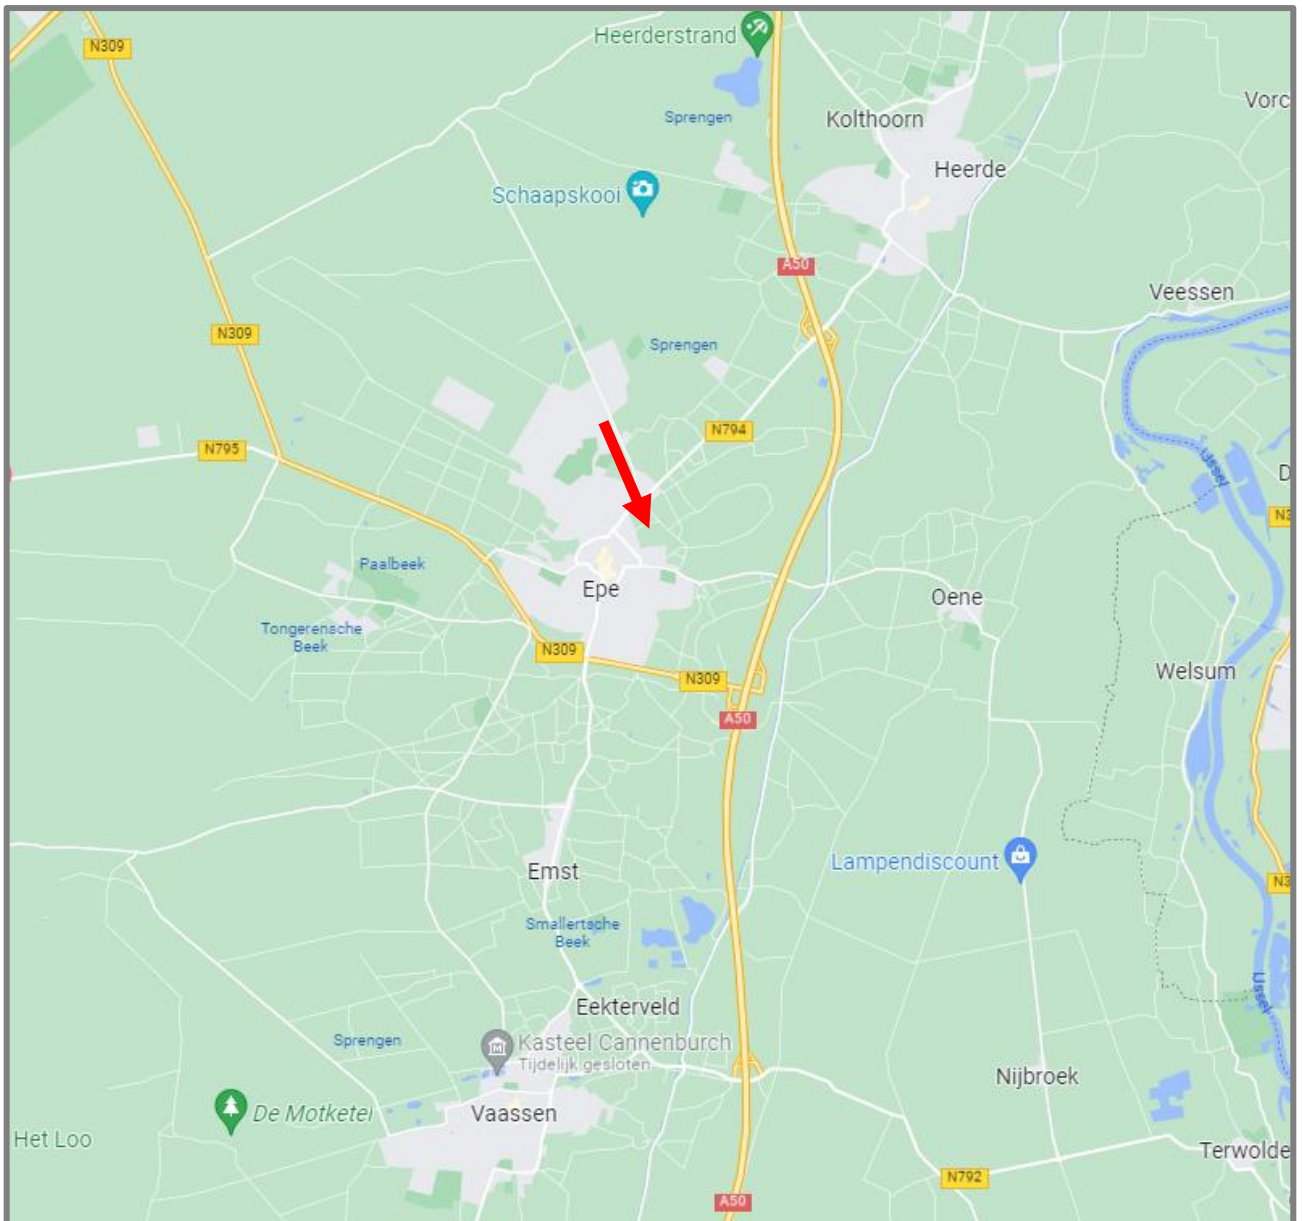 Heerderstrand
N309
Vorc
Sprengen
Kolthoorn
Heerde
Schaapskooi
A50
Veessen
N309
Sprengen
N794
N795
IJssel
D
N3
Paalbeek
Epe
Oene
Tongerensche
Beek
N309
N309
Welsum
A50
Lampendiscount
Emst
N3
Smallertsche
Beek
IJssel
Eekterveld
Sprengen
Kasteel Cannenburch
Tijdelijk gesloten
Nijbroek
De Motketel
Vaassen
Het Loo
Terwolde
N792
A50